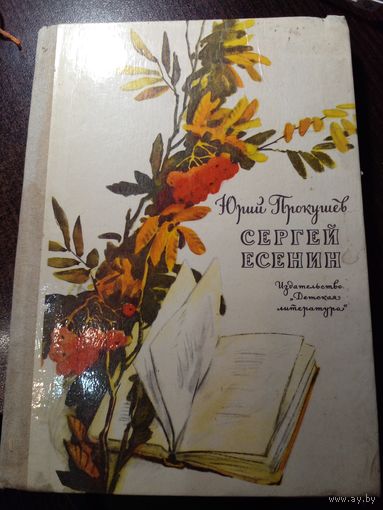 Юрий Прокушев
СЕРГЕЙ
ЕСЕНИН
Издательство
„Детская
литература"
www.ay.by